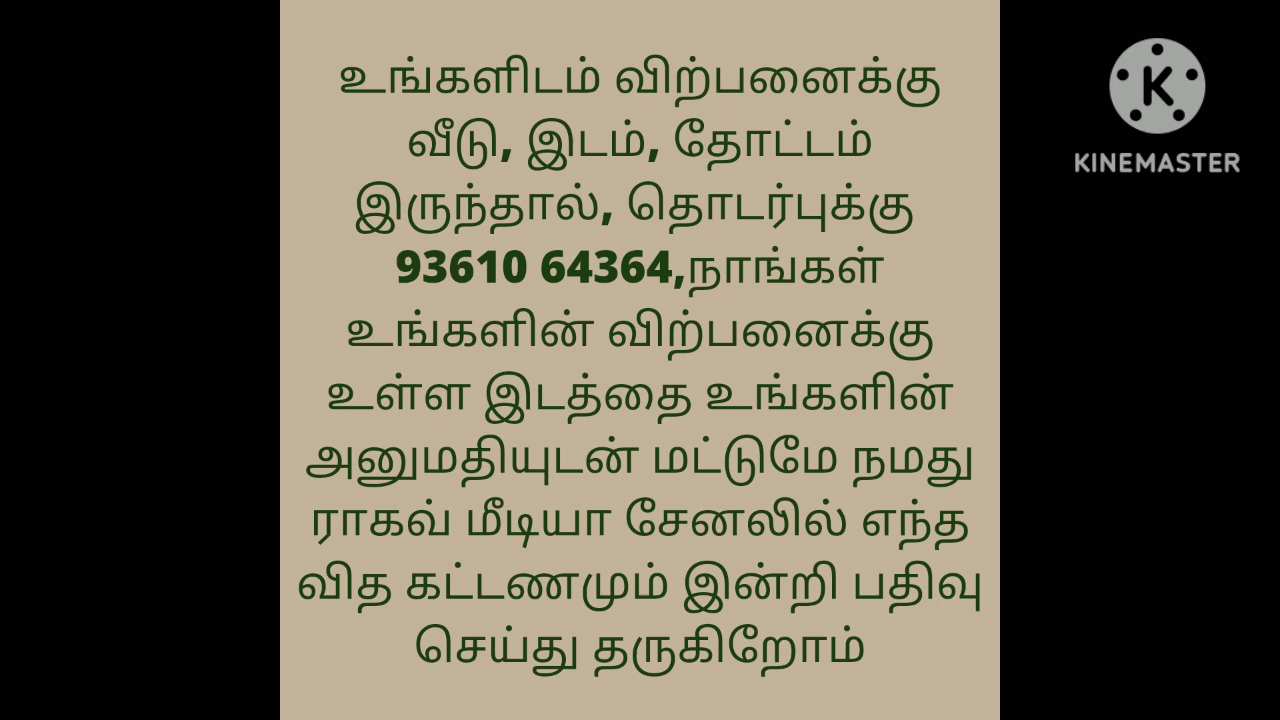 உங்களிடம் விற்பனைக்கு
வீடு, இடம், தோட்டம்
இருந்தால், தொடர்புக்கு
93610 64364,நாங்கள்
உங்களின் விற்பனைக்கு
உள்ள இடத்தை உங்களின்
அனுமதியுடன் மட்டுமே நமது
ராகவ் மீடியா சேனலில் எந்த
வித கட்டணமும் இன்றி பதிவு
செய்து தருகிறோம்
K
KINEMASTER